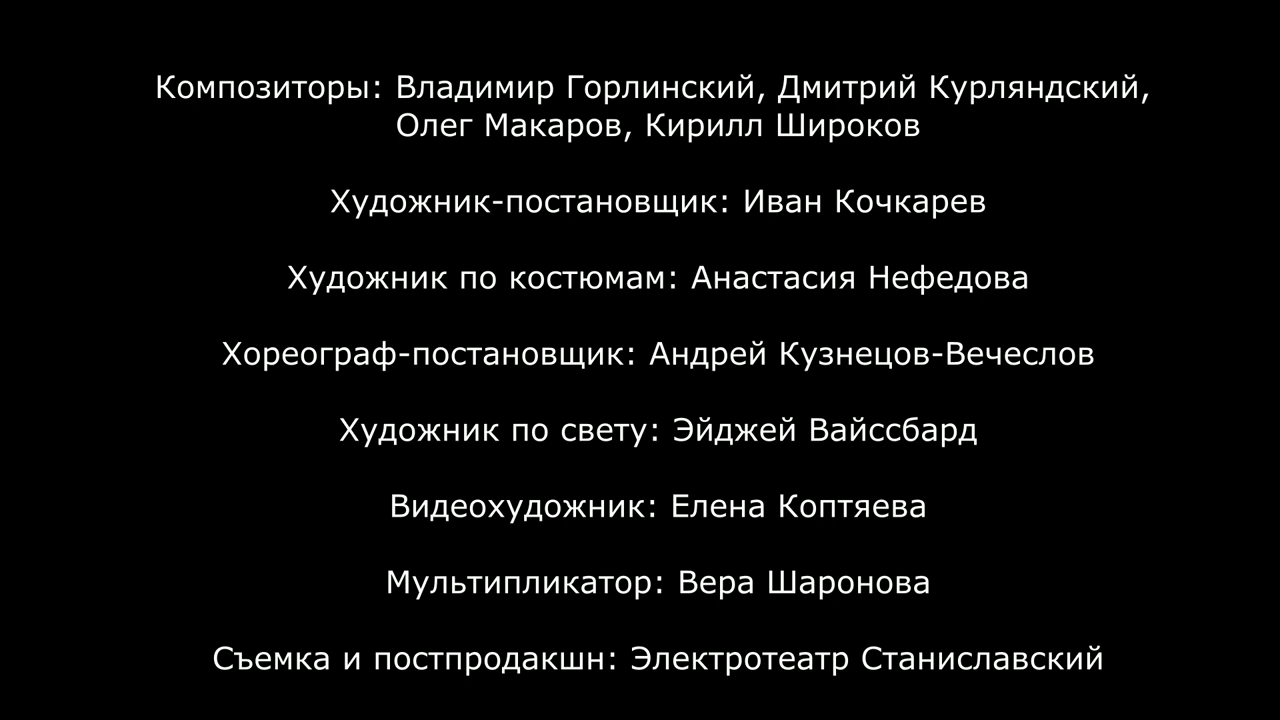 Композиторы: Владимир Горлинский, Дмитрий Курляндский,
Олег Макаров, Кирилл Широков
Художник-постановщик: Иван Кочкарев
Художник по костюмам: Анастасия Нефедова
Хореограф-постановщик: Андрей Кузнецов-Вечеслов
Художник по свету: Эйджей Вайссбард
Видеохудожник: Елена Коптяева
Мультипликатор: Вера Шаронова
Съемка и постпродакшн: Электротеатр Станиславский